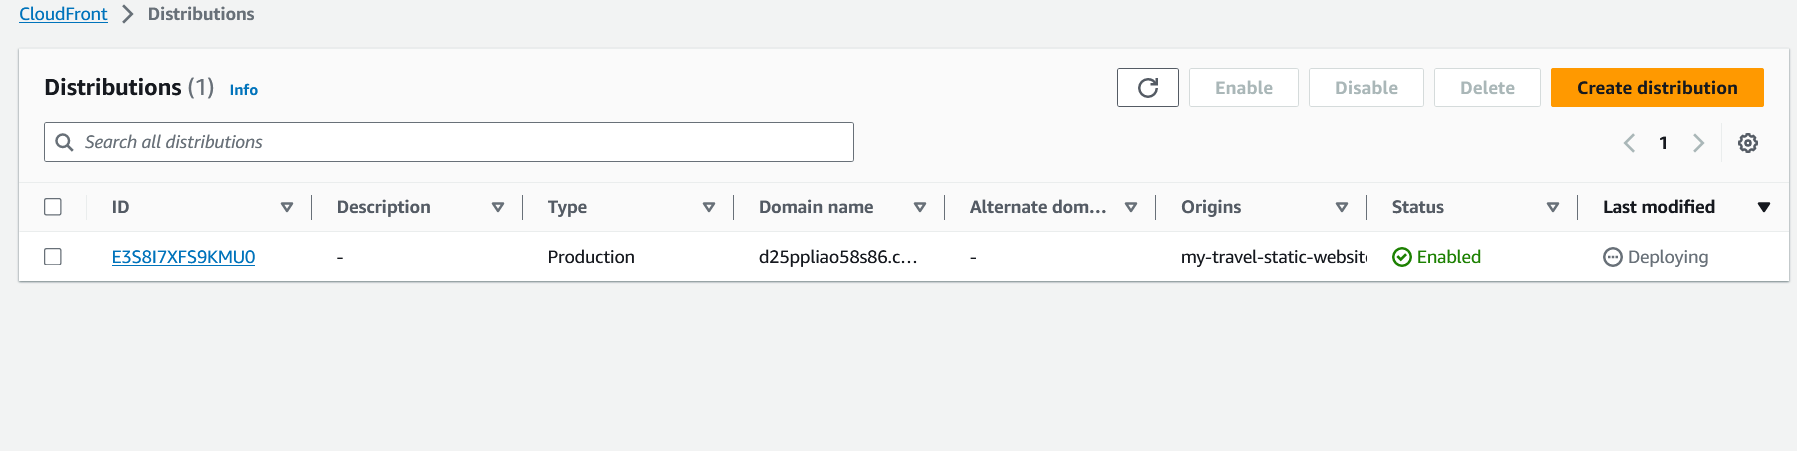 CloudFront > Distributions
Distributions (1) Info
Enable Disable Delete Create distribution
Search all distributions
1
ID Description Type Domain name Alternate dom... Origins Status Last modified
E3S8I7XFS9KMU0 - Production d25ppliao58s86.c... - my-travel-static-website Enabled Deploying